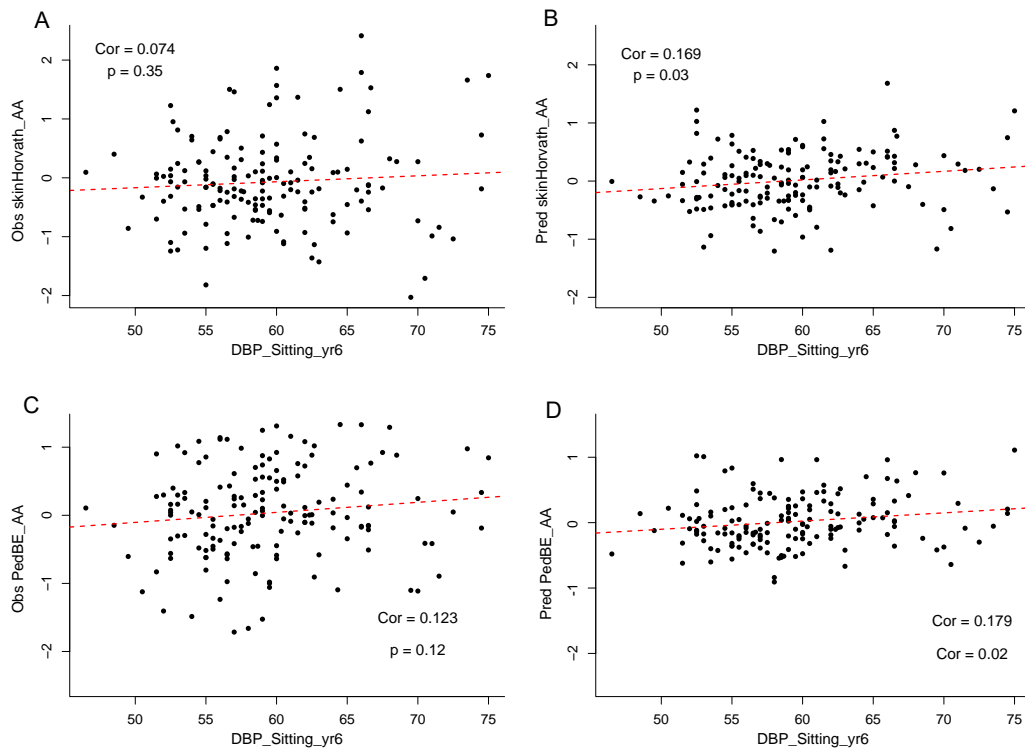 A
Cor = 0.074
p = 0.35
Obs skinHorvath_AA
2
1
0
-1
-2
50 55 60 65 70 75
DBP_Sitting_yr6
B
Cor = 0.169
p = 0.03
Pred skinHorvath_AA
2
1
0
-1
-2
50 55 60 65 70 75
DBP_Sitting_yr6
C
Obs PedBE_AA
1
0
-1
-2
Cor = 0.123
p = 0.12
50 55 60 65 70 75
DBP_Sitting_yr6
D
Pred PedBE_AA
1
0
-1
-2
Cor = 0.179
Cor = 0.02
50 55 60 65 70 75
DBP_Sitting_yr6